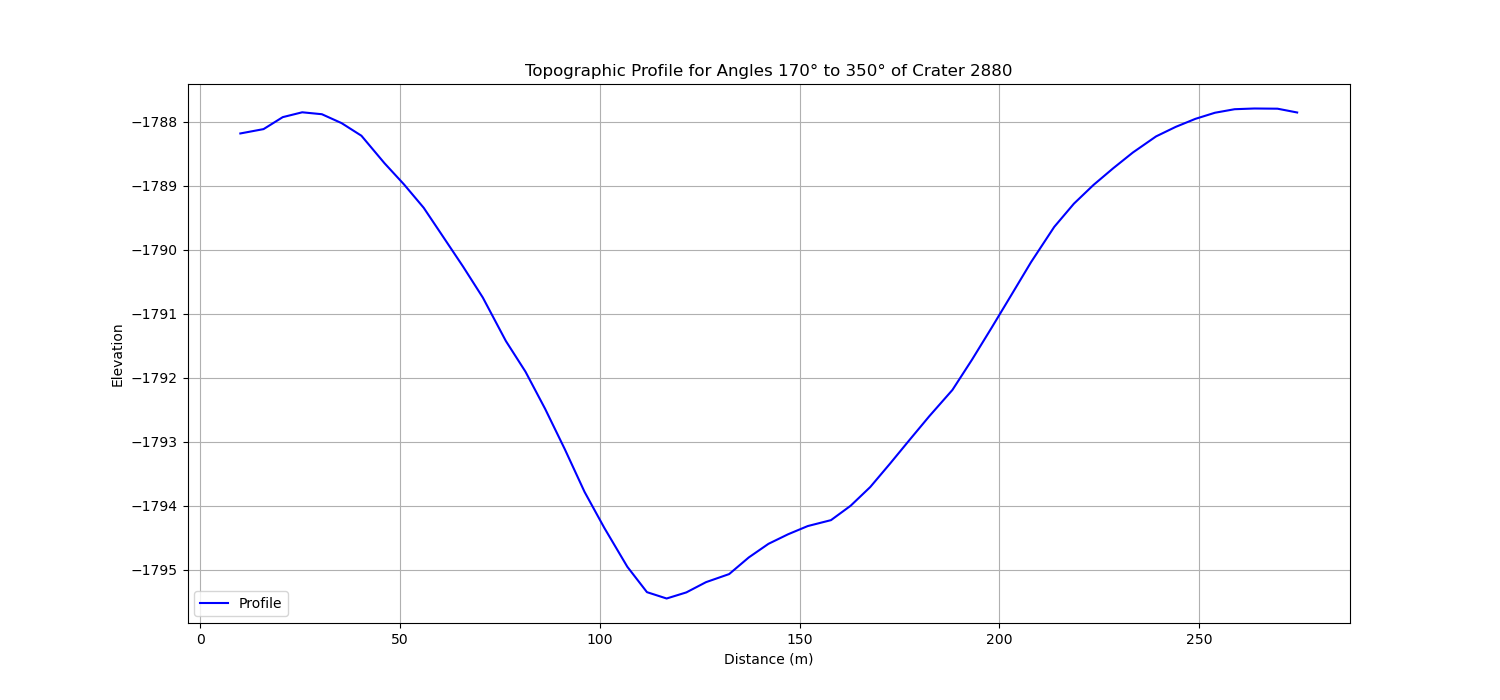 Topographic Profile for Angles 170° to 350° of Crater 2880
Elevation
−1788
−1789
−1790
−1791
−1792
−1793
−1794
−1795
Profile
0 50 100 150 200 250
Distance (m)